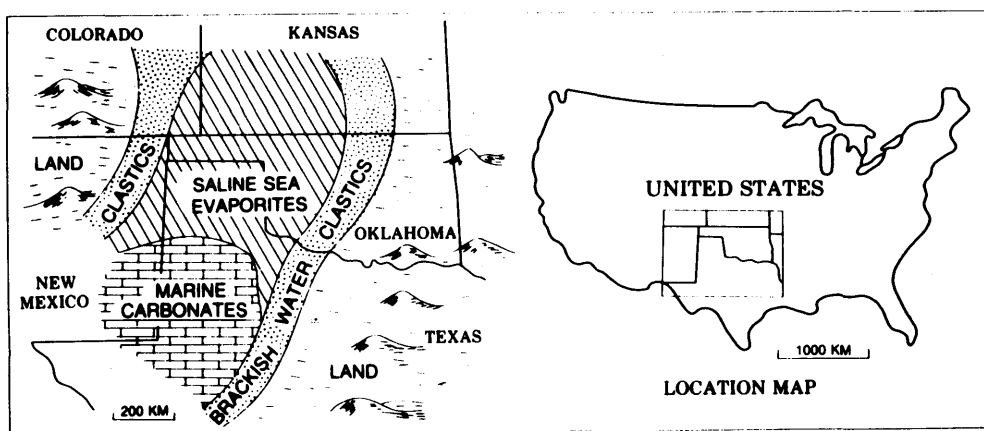 COLORADO
KANSAS
LAND
CLASTICS
SALINE SEA
EVAPORITES
CLASTICS
OKLAHOMA
NEW
MEXICO
MARINE
CARBONATES
BRACKISH WATER
TEXAS
LAND
200 KM
UNITED STATES
1000 KM
LOCATION MAP